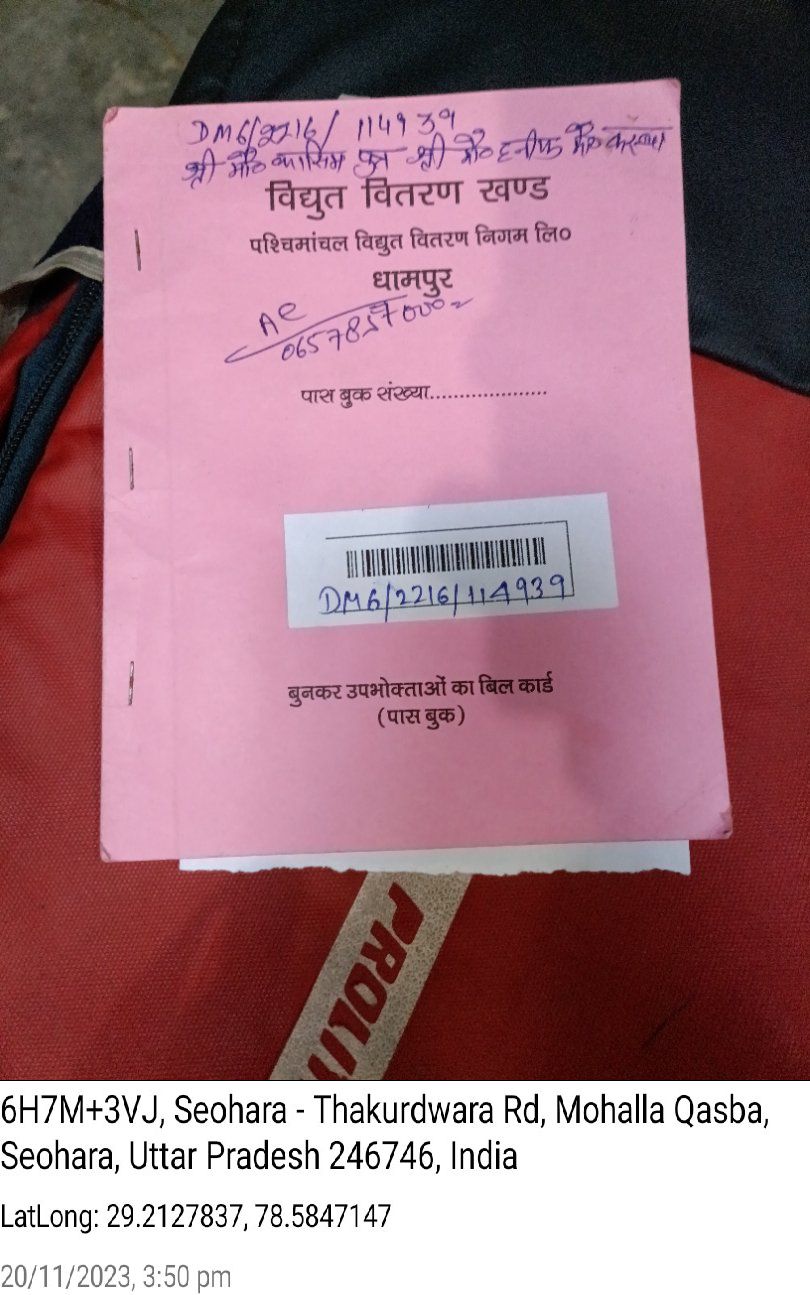 DM6/2216/ 114939
श्री मौ० कासिम पुत्र श्री मौ० हनीफ मौ० कस्बा
विद्युत वितरण खण्ड
पश्चिमांचल विद्युत वितरण निगम लि०
धामपुर
AC
0657857000
पास बुक संख्या....................
DM6/2216/114939
बुनकर उपभोक्ताओं का बिल कार्ड
(पास बुक)
6H7M+3VJ, Seohara - Thakurdwara Rd, Mohalla Qasba,
Seohara, Uttar Pradesh 246746, India
LatLong: 29.2127837, 78.5847147
20/11/2023, 3:50 pm